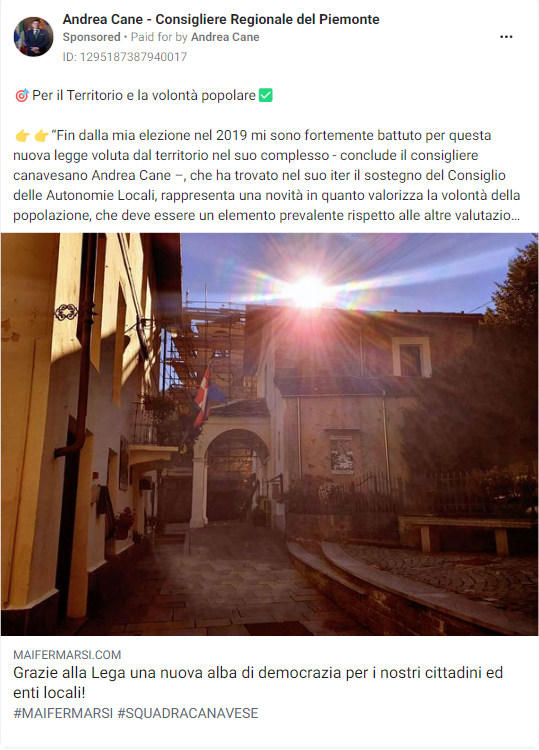 Andrea Cane - Consigliere Regionale del Piemonte
Sponsored • Paid for by Andrea Cane
ID: 1295187387940017
🎯 Per il Territorio e la volontà popolare ✅
👉 👉 “Fin dalla mia elezione nel 2019 mi sono fortemente battuto per questa
nuova legge voluta dal territorio nel suo complesso - conclude il consigliere
canavesano Andrea Cane –, che ha trovato nel suo iter il sostegno del Consiglio
delle Autonomie Locali, rappresenta una novità in quanto valorizza la volontà della
popolazione, che deve essere un elemento prevalente rispetto alle altre valutazio...
MAIFERMARSI.COM
Grazie alla Lega una nuova alba di democrazia per i nostri cittadini ed
enti locali!
#MAIFERMARSI #SQUADRACANAVESE